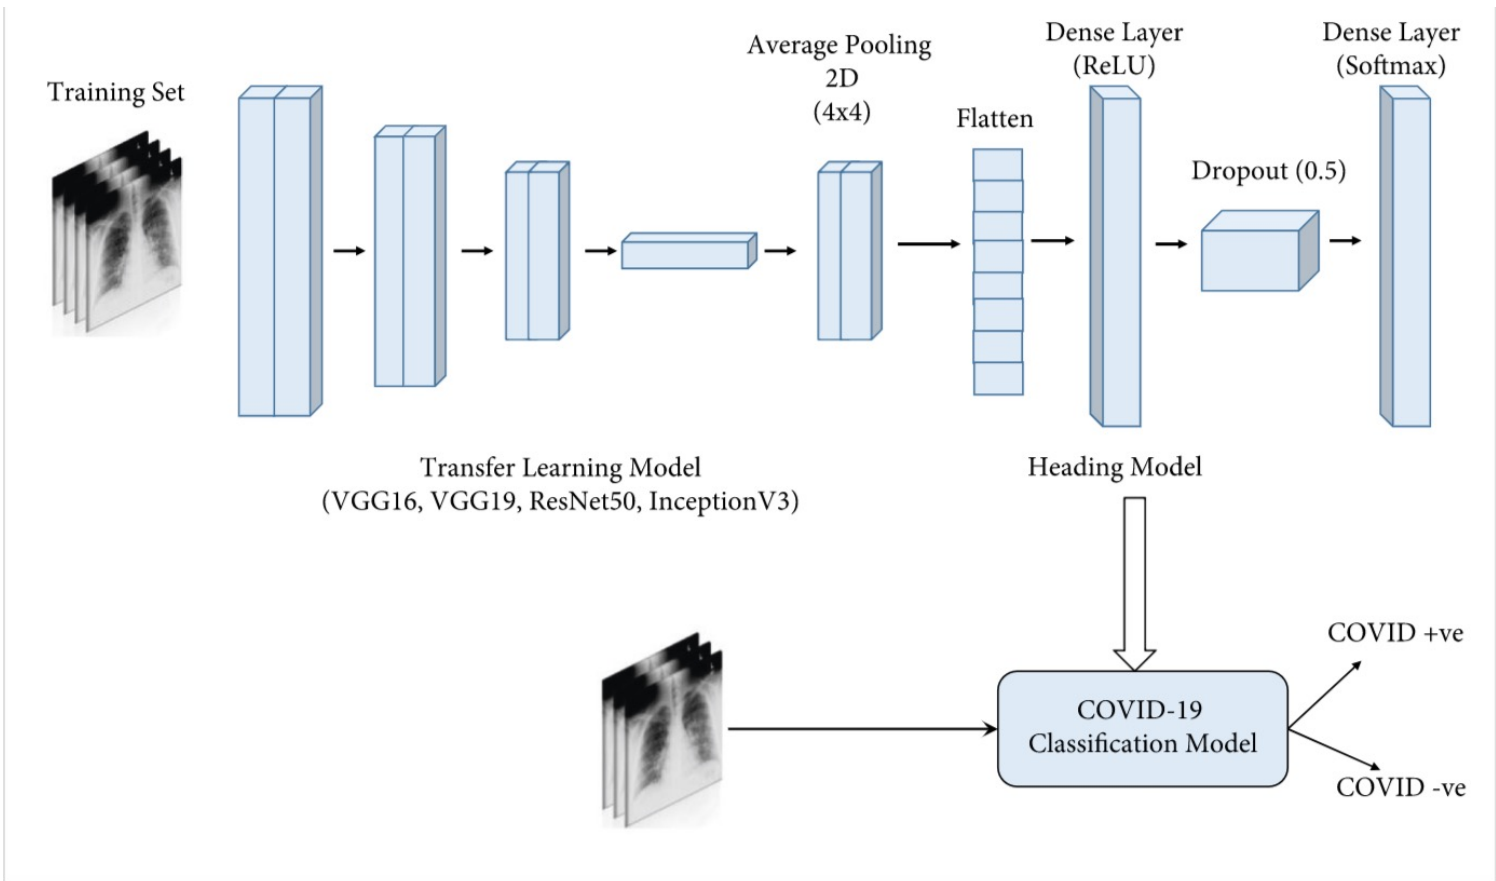 Training Set
Average Pooling
2D
(4x4)
Flatten
Dense Layer
(ReLU)
Dropout (0.5)
Dense Layer
(Softmax)
Transfer Learning Model
(VGG16, VGG19, ResNet50, InceptionV3)
Heading Model
COVID-19
Classification Model
COVID +ve
COVID -ve